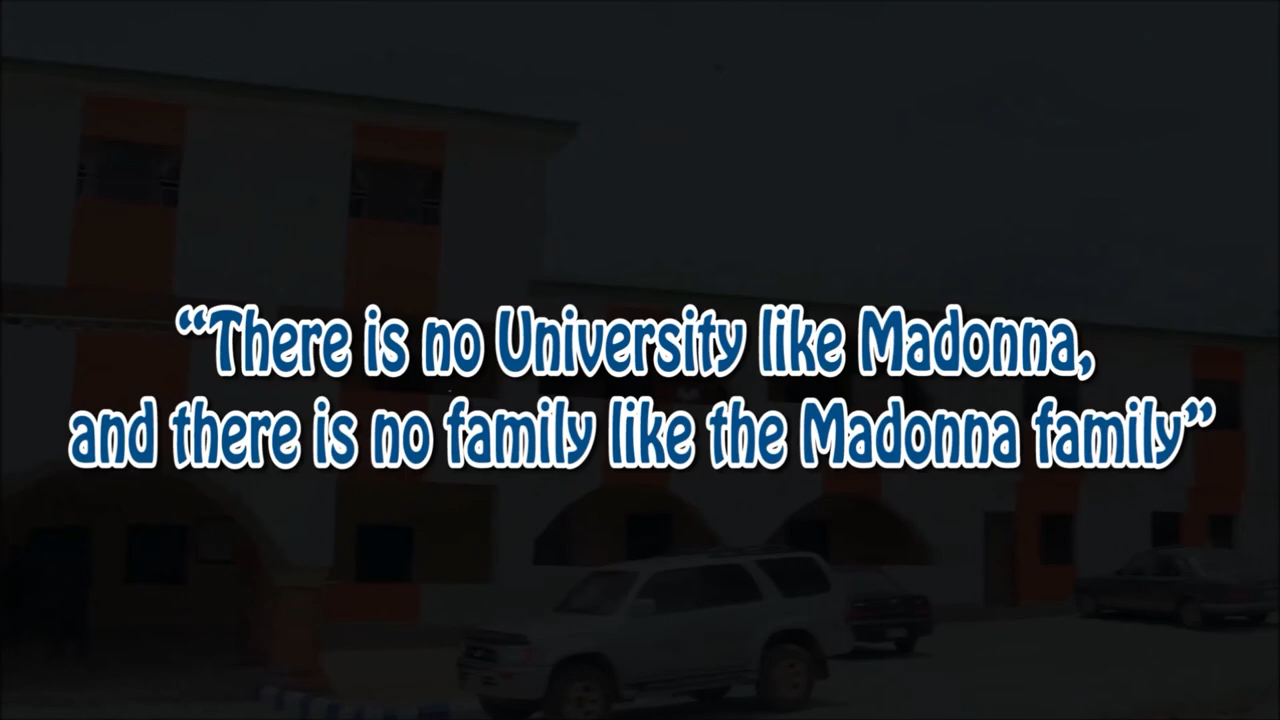 “There is no University like Madonna,
and there is no family like the Madonna family”